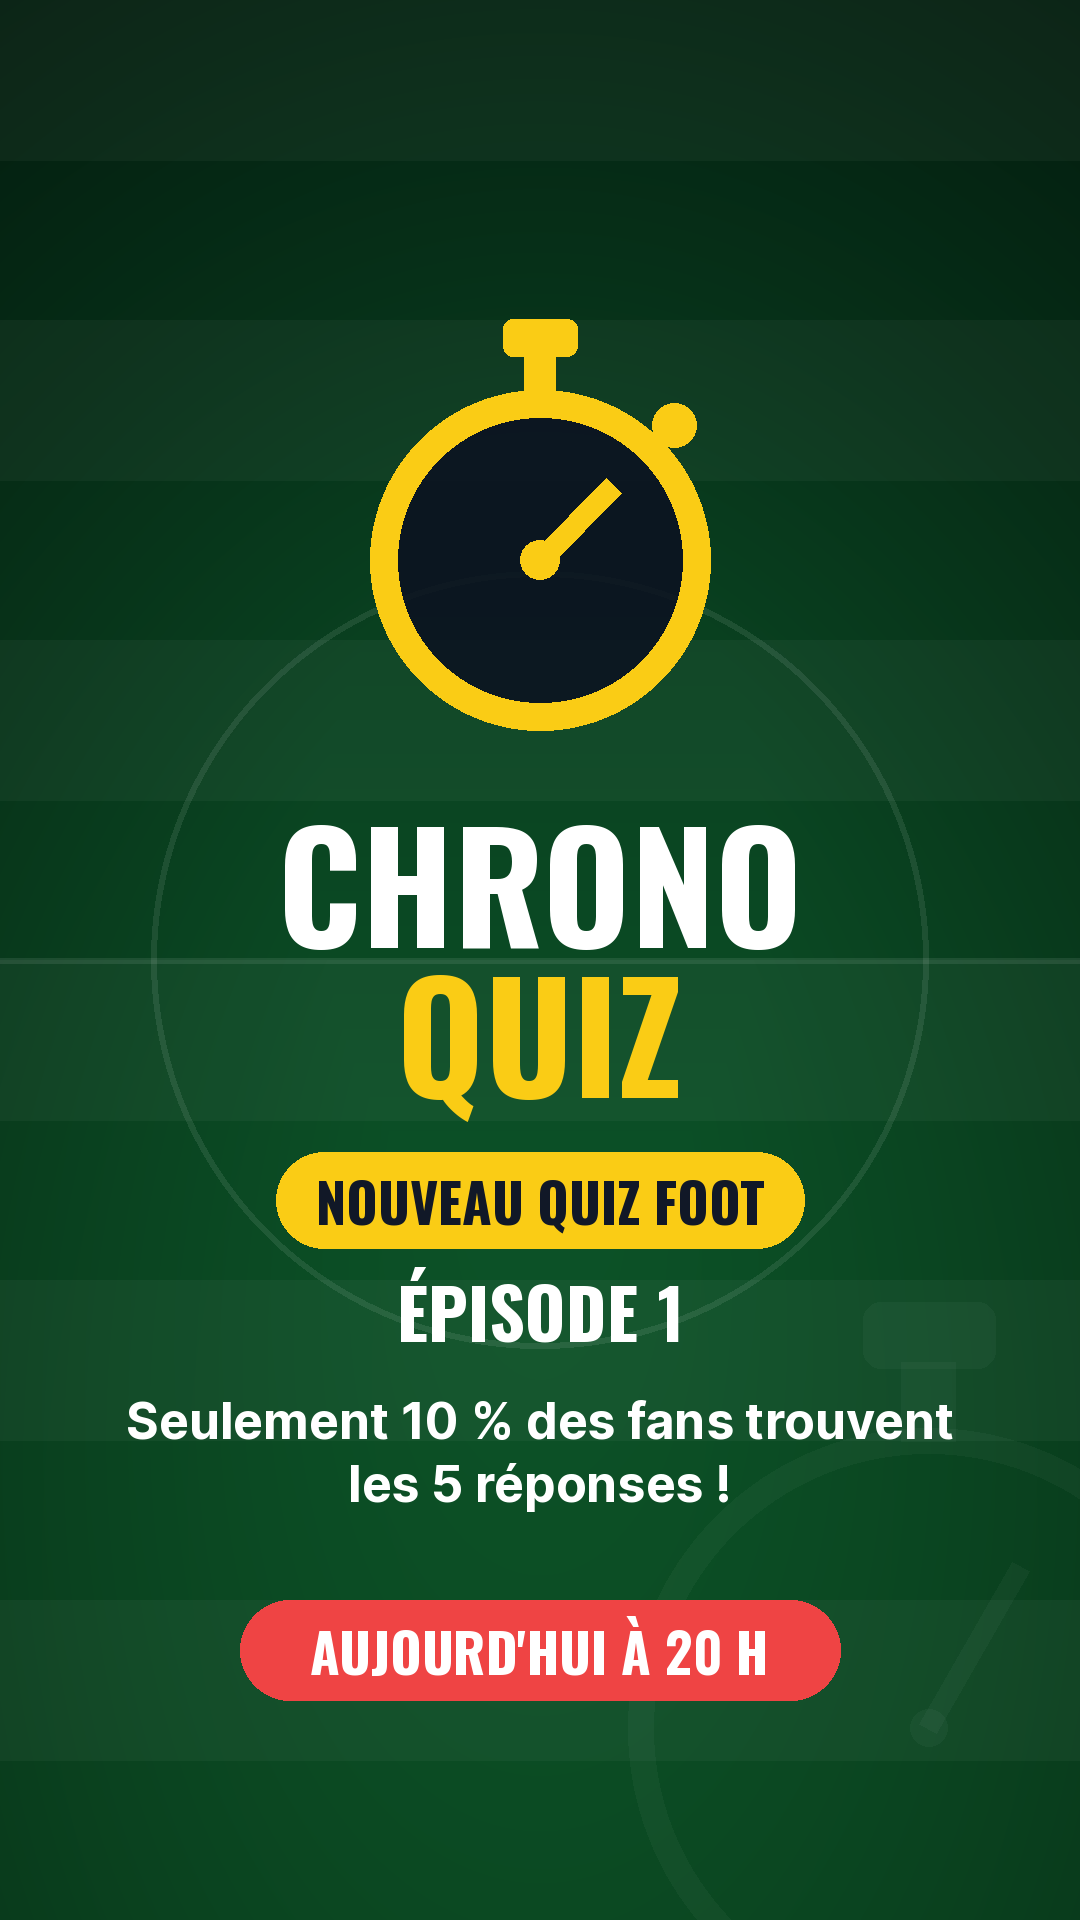 CHRONO
QUIZ
NOUVEAU QUIZ FOOT
ÉPISODE 1
Seulement 10 % des fans trouvent
les 5 réponses !
AUJOURD'HUI À 20 H